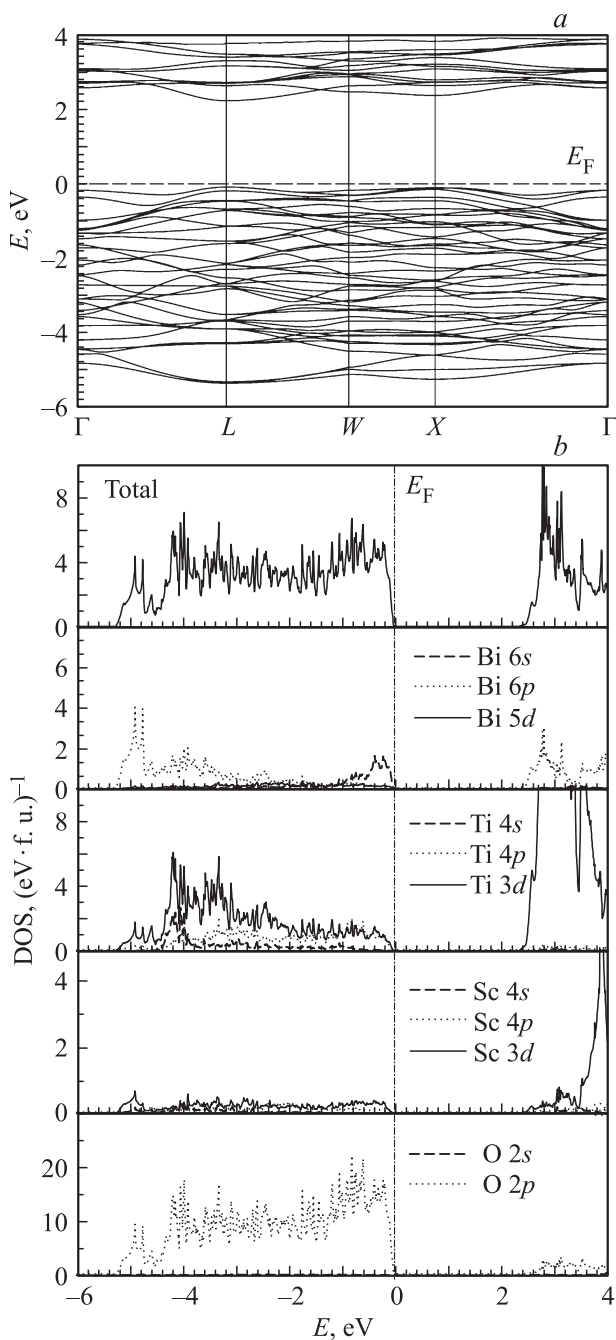 a
4
2
0
–2
–4
–6
E, eV
E_F
Γ L W X Γ
b
Total
E_F
8
4
0
Bi 6s
Bi 6p
Bi 5d
6
4
2
0
Ti 4s
Ti 4p
Ti 3d
8
4
0
Sc 4s
Sc 4p
Sc 3d
4
2
0
O 2s
O 2p
20
10
0
DOS, (eV·f. u.)⁻¹
–6 –4 –2 0 2 4
E, eV